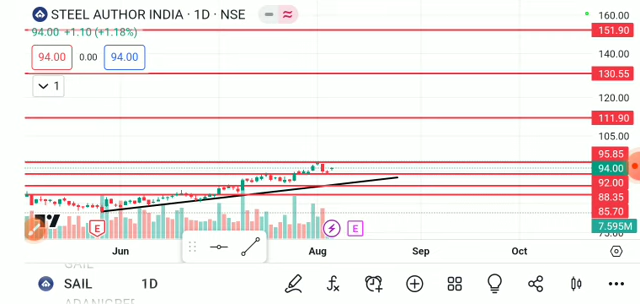 STEEL AUTHOR INDIA · 1D · NSE
94.00 +1.10 (+1.18%)
94.00 0.00 94.00
1
160.00
151.90
140.00
130.55
120.00
111.90
105.00
95.85
94.00
92.00
88.35
85.70
7.595M
E
E
Jun Aug Sep Oct
SAIL 1D